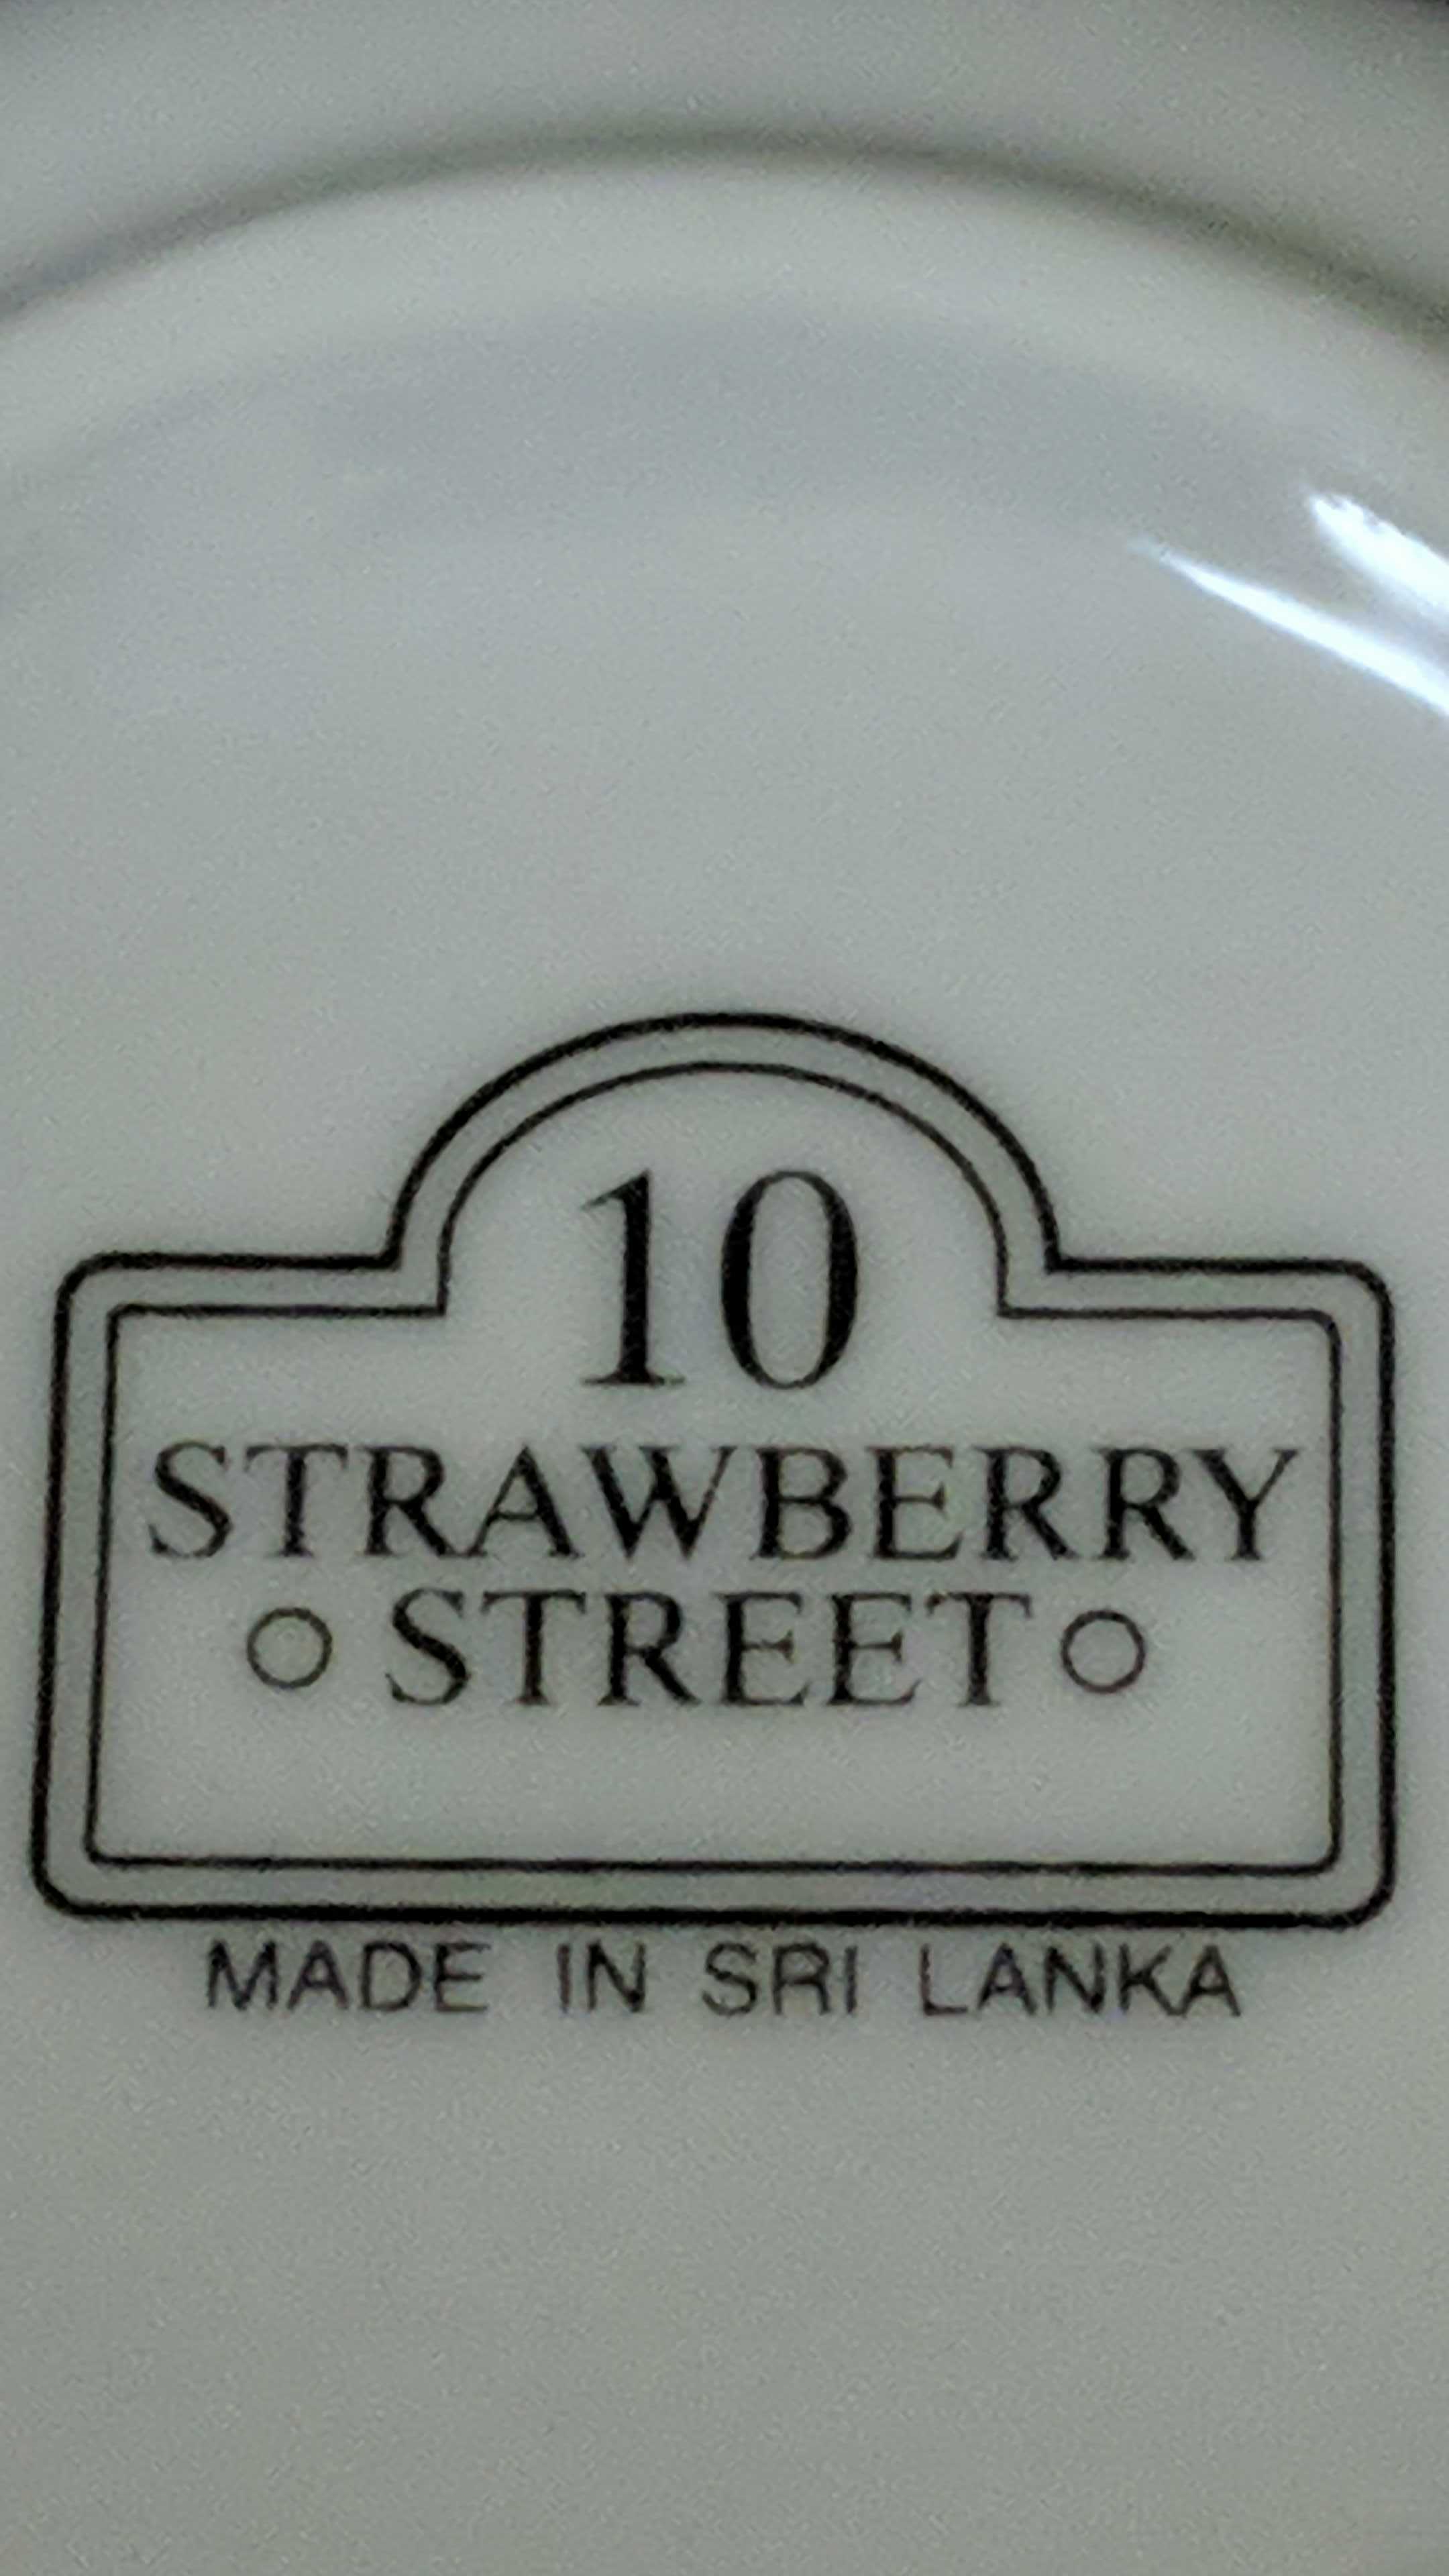 10
STRAWBERRY
STREET
MADE IN SRI LANKA